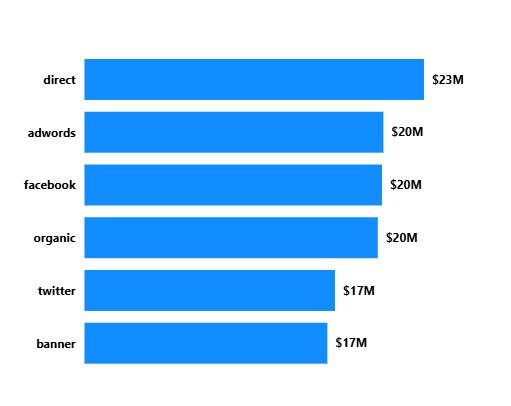 direct $23M
adwords $20M
facebook $20M
organic $20M
twitter $17M
banner $17M